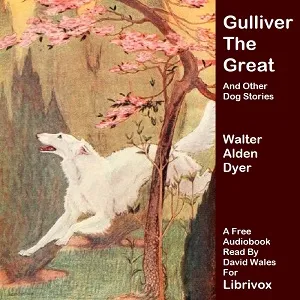 Gulliver
The
Great
And Other
Dog Stories
Walter
Alden
Dyer
A Free
Audiobook
Read By
David Wales
For
Librivox